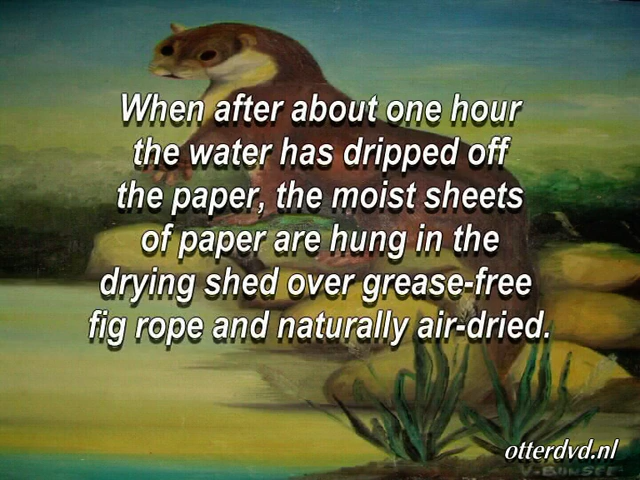 When after about one hour
the water has dripped off
the paper, the moist sheets
of paper are hung in the
drying shed over grease-free
fig rope and naturally air-dried.
otterdvd.nl
V-BUNSEE